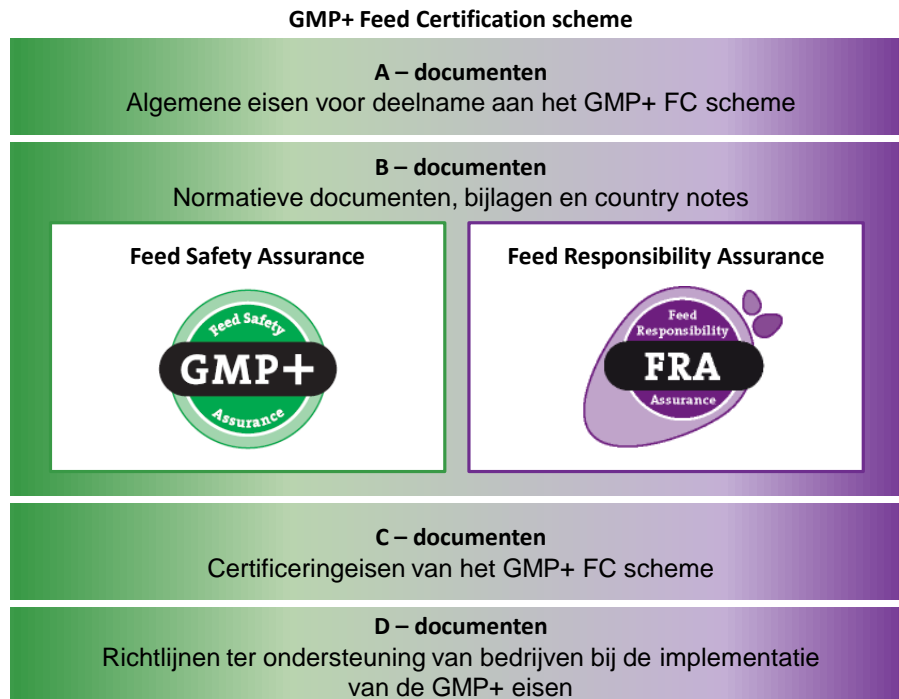 GMP+ Feed Certification scheme
A – documenten
Algemene eisen voor deelname aan het GMP+ FC scheme
B – documenten
Normatieve documenten, bijlagen en country notes
Feed Safety Assurance
Feed Safety
GMP+
Assurance
Feed Responsibility Assurance
Feed
Responsibility
FRA
Assurance
C – documenten
Certificeringeisen van het GMP+ FC scheme
D – documenten
Richtlijnen ter ondersteuning van bedrijven bij de implementatie
van de GMP+ eisen